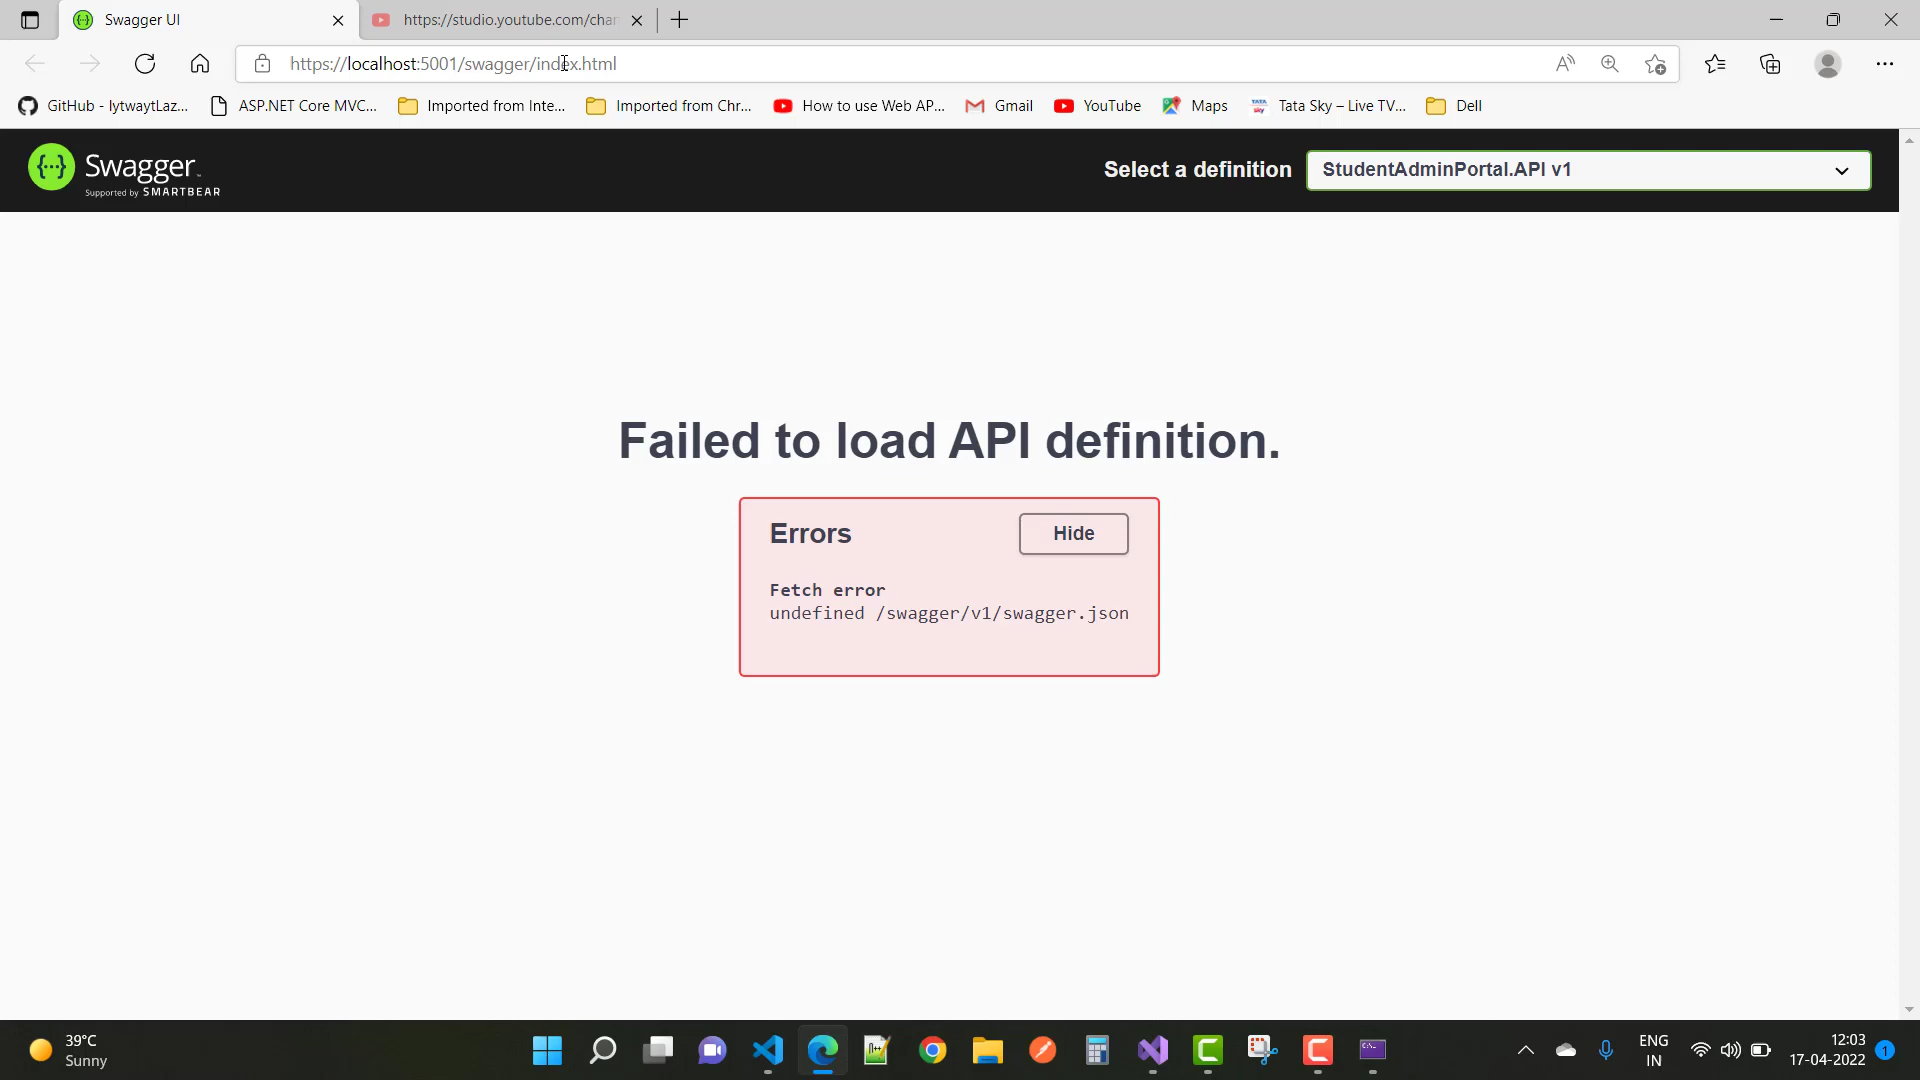 Swagger UI
https://studio.youtube.com/chan
https://localhost:5001/swagger/index.html
GitHub - lytwaytLaz...
ASP.NET Core MVC...
Imported from Inte...
Imported from Chr...
How to use Web AP...
Gmail
YouTube
Maps
Tata Sky – Live TV...
Dell
Swagger
Supported by SMARTBEAR
Select a definition
StudentAdminPortal.API v1
Failed to load API definition.
Errors
Hide
Fetch error
undefined /swagger/v1/swagger.json
39°C
Sunny
ENG
IN
12:03
17-04-2022
1